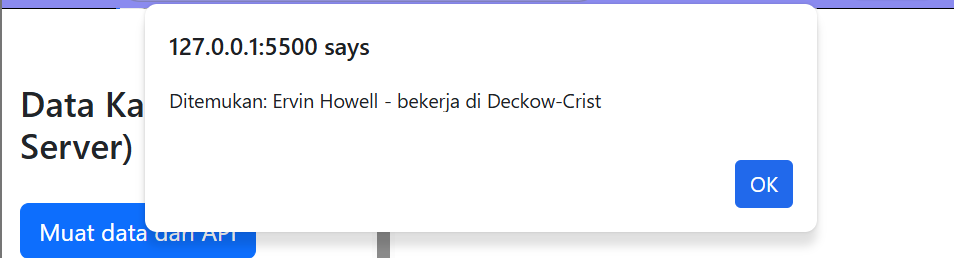 127.0.0.1:5500 says
Ditemukan: Ervin Howell - bekerja di Deckow-Crist
OK
Data Ka
Server)
Muat data dari API